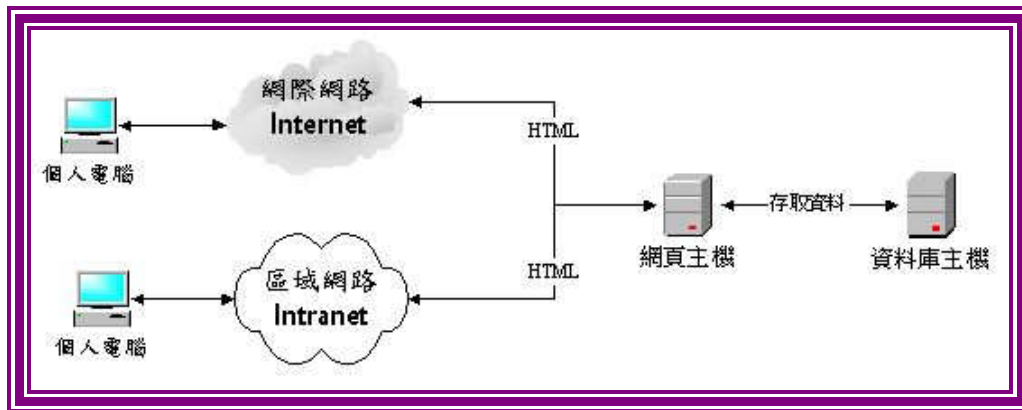 網際網路
Internet
個人電腦
HTML
網頁主機
存取資料
資料庫主機
HTML
區域網路
Intranet
個人電腦